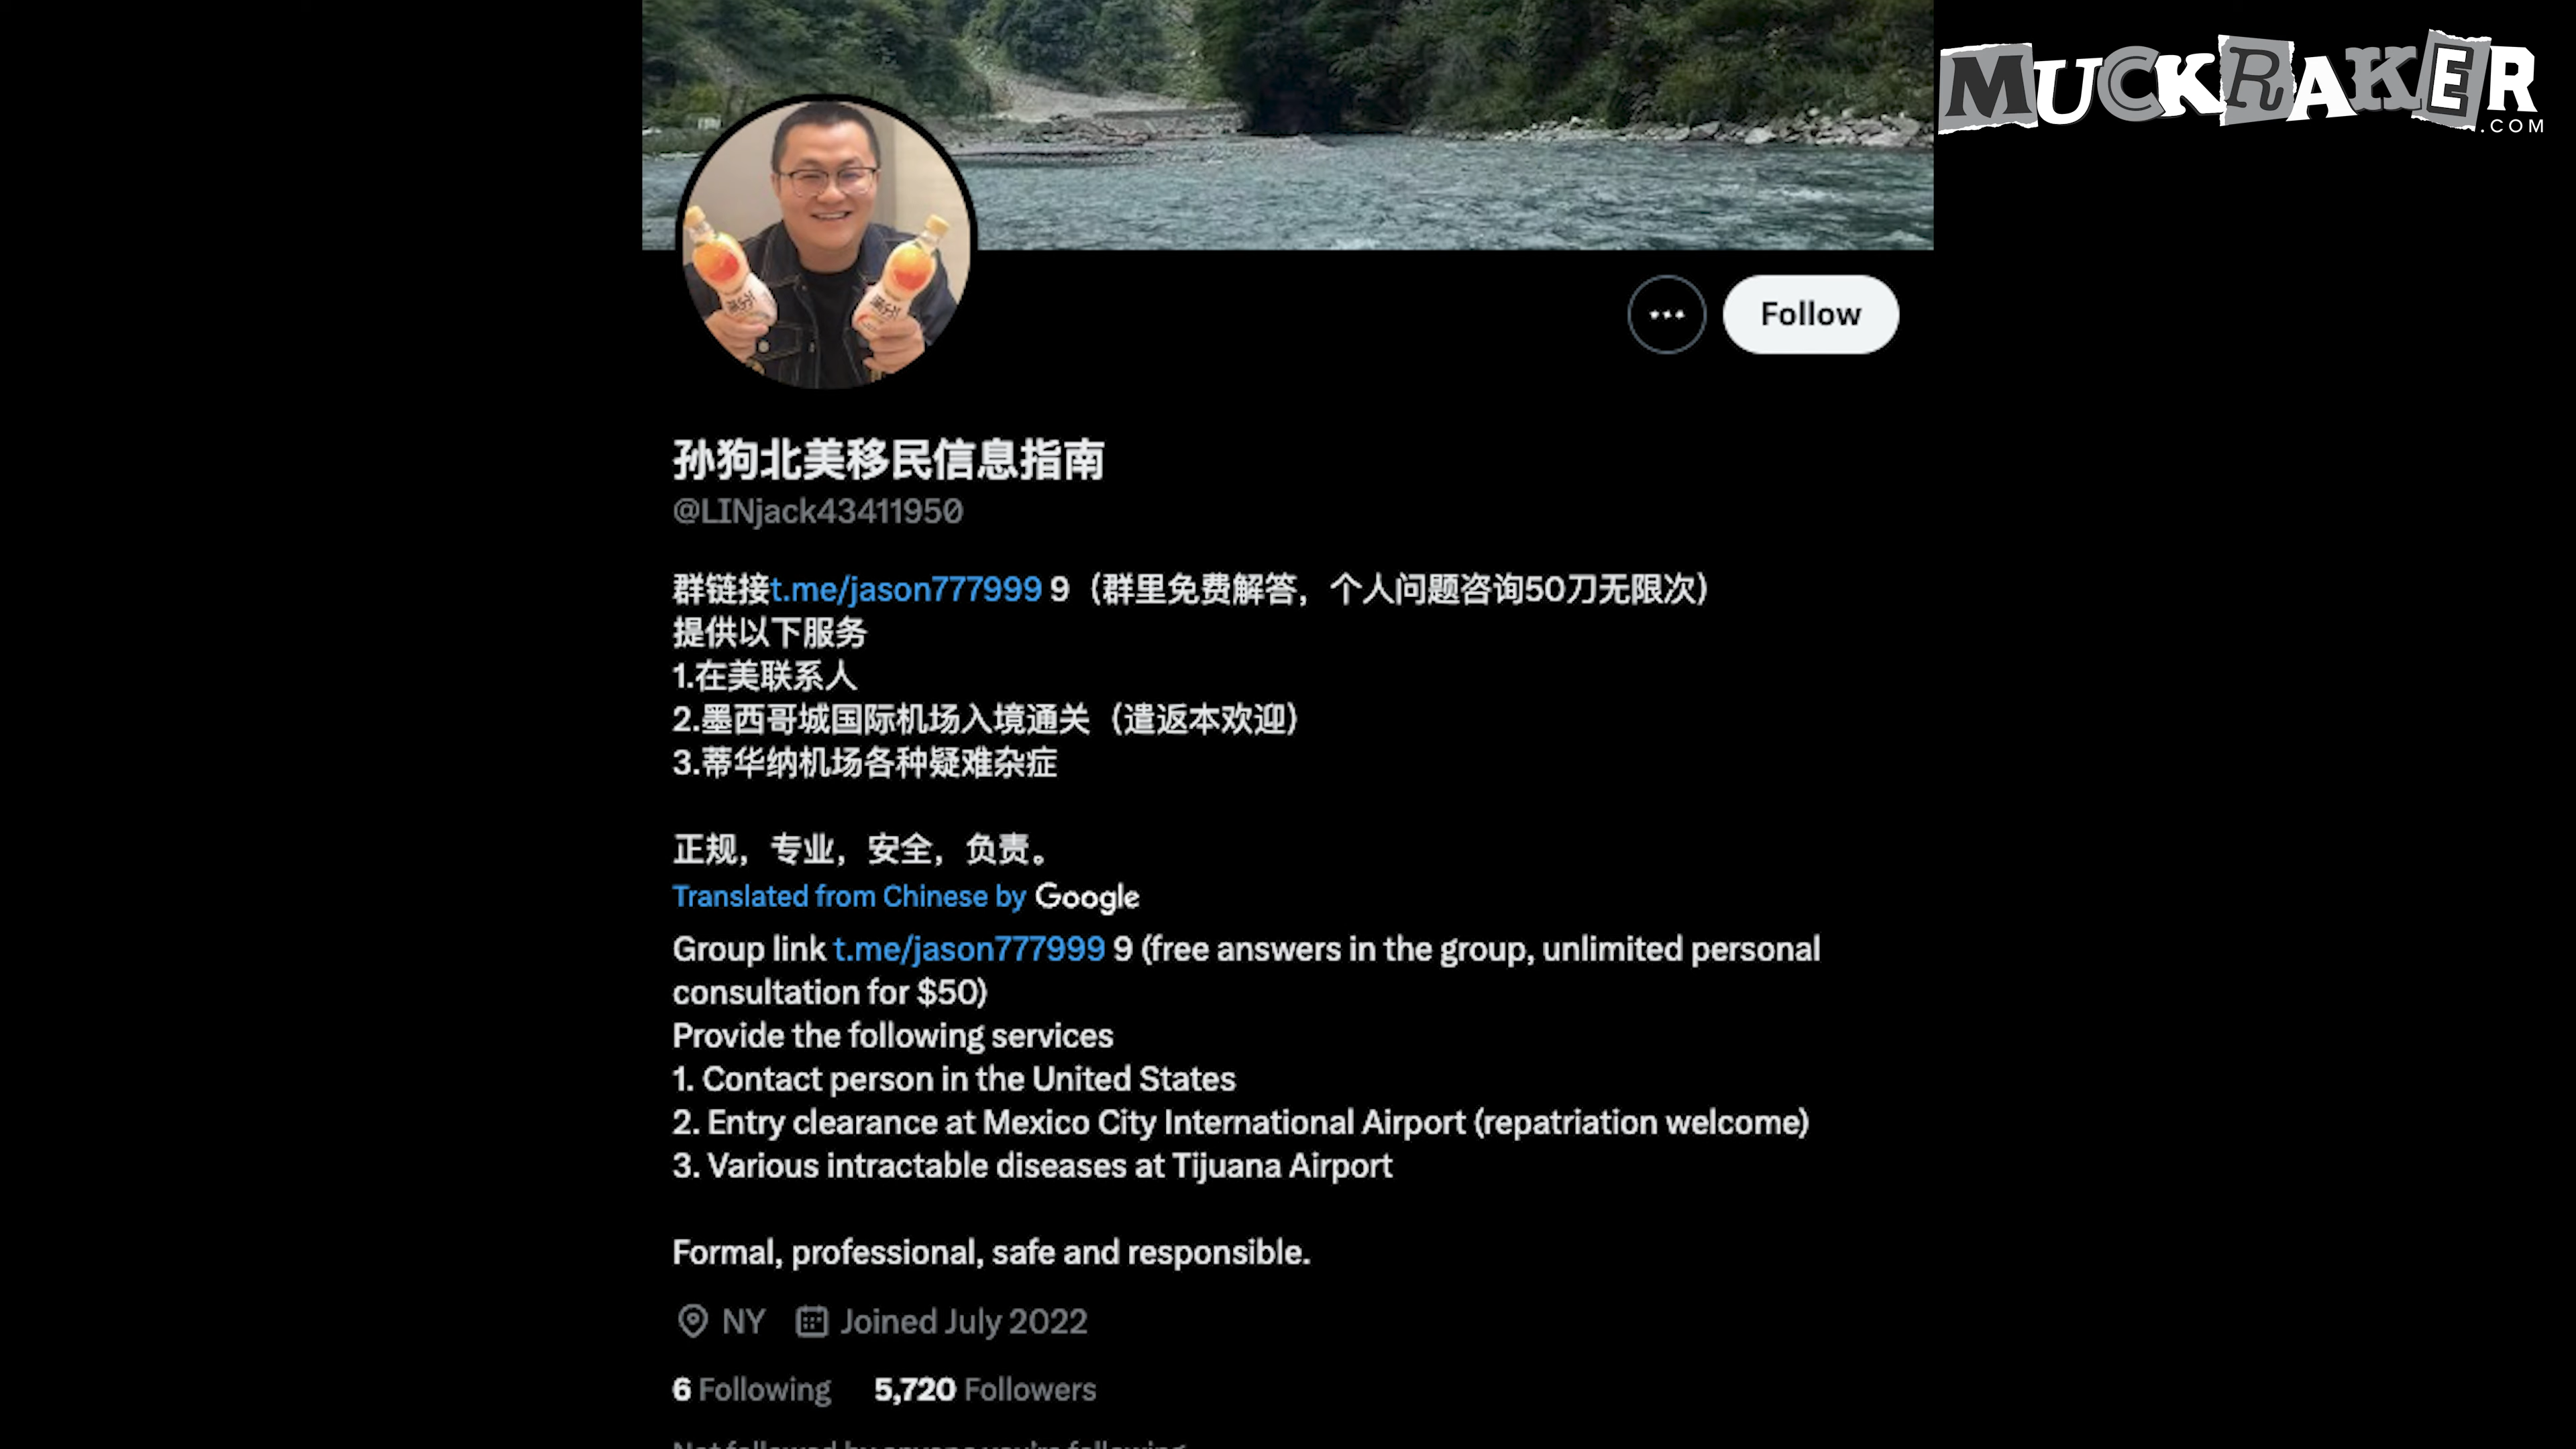 MUCKRAKER
.COM
Follow
孙狗北美移民信息指南
@LINjack43411950
群链接t.me/jason777999 9（群里免费解答，个人问题咨询50刀无限次）
提供以下服务
1.在美联系人
2.墨西哥城国际机场入境通关（遣返本欢迎）
3.蒂华纳机场各种疑难杂症
正规，专业，安全，负责。
Translated from Chinese by Google
Group link t.me/jason777999 9 (free answers in the group, unlimited personal
consultation for $50)
Provide the following services
1. Contact person in the United States
2. Entry clearance at Mexico City International Airport (repatriation welcome)
3. Various intractable diseases at Tijuana Airport
Formal, professional, safe and responsible.
NY Joined July 2022
6 Following 5,720 Followers
Not followed by anyone you're following